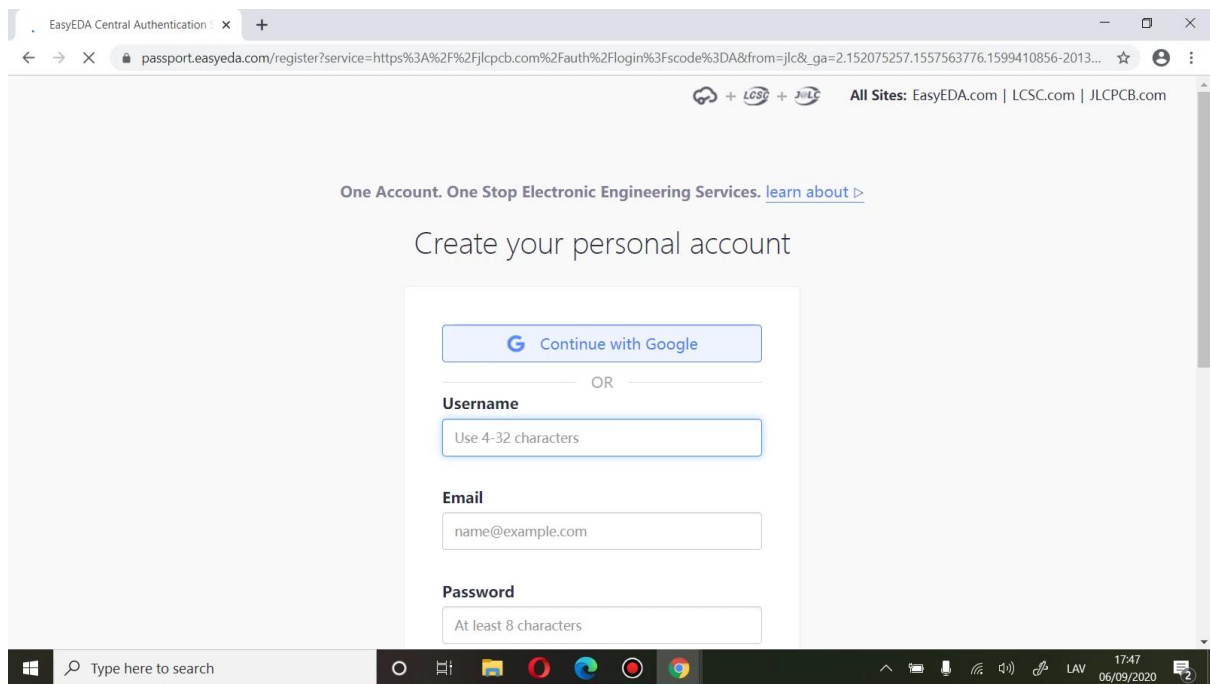 EasyEDA Central Authentication S
passport.easyeda.com/register?service=https%3A%2F%2Fjlcpcb.com%2Fauth%2Flogin%3Fscode%3DA&from=jlc&_ga=2.152075257.1557563776.1599410856-2013...
+ LCSC + J@LC All Sites: EasyEDA.com | LCSC.com | JLCPCB.com
One Account. One Stop Electronic Engineering Services. learn about ▷
Create your personal account
G Continue with Google
OR
Username
Use 4-32 characters
Email
name@example.com
Password
At least 8 characters
Type here to search
LAV
17:47
06/09/2020
2